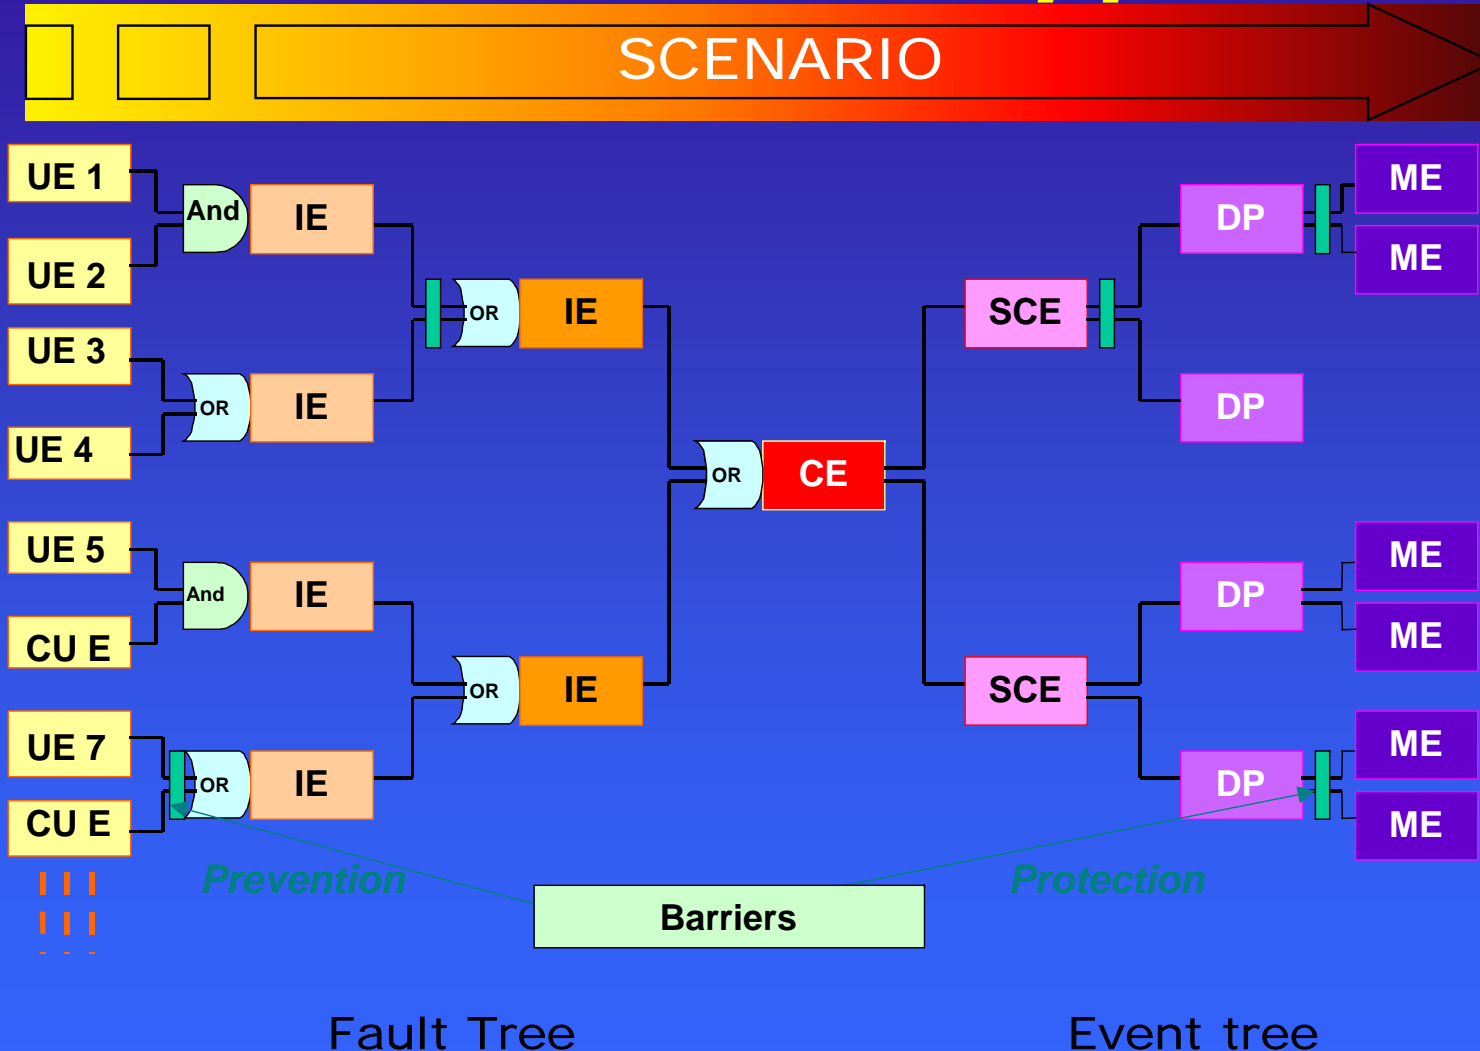 SCENARIO
UE 1
UE 2
UE 3
UE 4
UE 5
CU E
UE 7
CU E
And
OR
And
OR
IE
IE
IE
IE
OR
OR
IE
IE
OR
CE
SCE
SCE
DP
DP
DP
DP
ME
ME
ME
ME
ME
ME
Prevention
Protection
Barriers
Fault Tree
Event tree